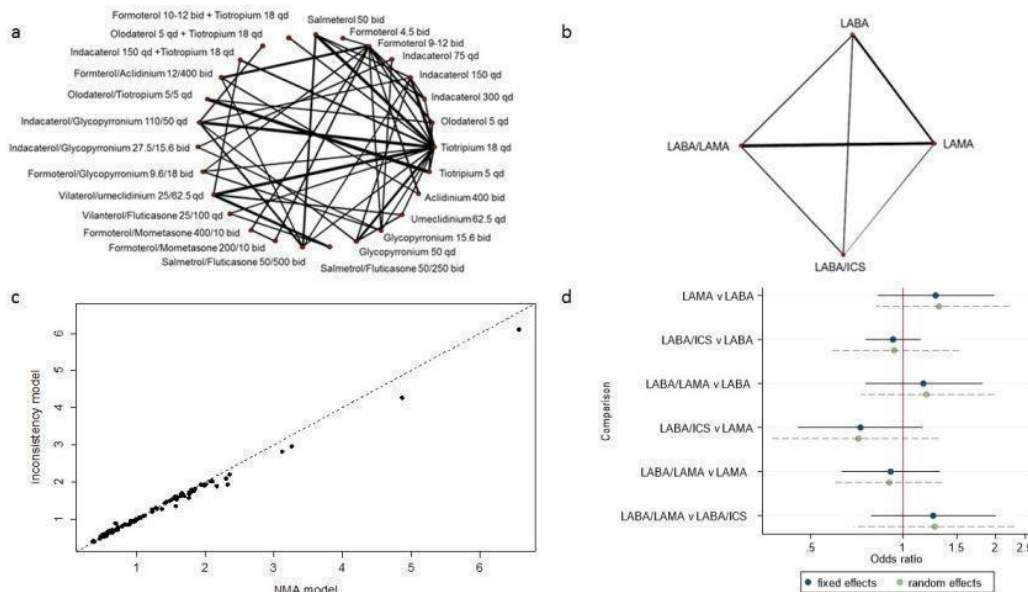 a
Formoterol 10-12 bid + Tiotropium 18 qd
Olodaterol 5 qd + Tiotropium 18 qd
Indacaterol 150 qd +Tiotropium 18 qd
Formterol/Aclidinium 12/400 bid
Olodaterol/Tiotropium 5/5 qd
Indacaterol/Glycopyrronium 110/50 qd
Indacaterol/Glycopyrronium 27.5/15.6 bid
Formoterol/Glycopyrronium 9.6/18 bid
Vilaterol/umeclidinium 25/62.5 qd
Vilanterol/Fluticasone 25/100 qd
Formoterol/Mometasone 400/10 bid
Formoterol/Mometasone 200/10 bid
Salmetrol/Fluticasone 50/500 bid
Salmetrol/Fluticasone 50/250 bid
Glycopyrronium 50 qd
Glycopyrronium 15.6 bid
Umeclidinium 62.5 qd
Aclidinium 400 bid
Tiotripium 5 qd
Tiotripium 18 qd
Olodaterol 5 qd
Indacaterol 300 qd
Indacaterol 150 qd
Indacaterol 75 qd
Formoterol 9-12 bid
Formoterol 4.5 bid
Salmeterol 50 bid
b
LABA
LABA/LAMA
LAMA
LABA/ICS
c
Inconsistency model
6
5
4
3
2
1
1 2 3 4 5 6
NMA model
d
Comparison
LAMA v LABA
LABA/ICS v LABA
LABA/LAMA v LABA
LABA/ICS v LAMA
LABA/LAMA v LAMA
LABA/LAMA v LABA/ICS
.5 1 1.5 2 2.5
Odds ratio
fixed effects random effects